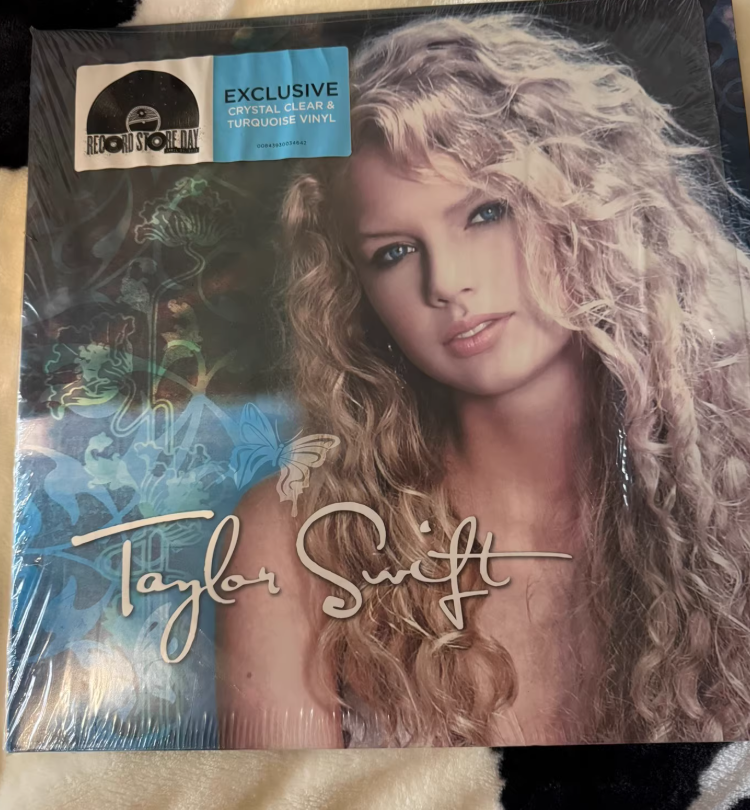 EXCLUSIVE
CRYSTAL CLEAR &
TURQUOISE VINYL
RECORD STORE DAY
Taylor Swift